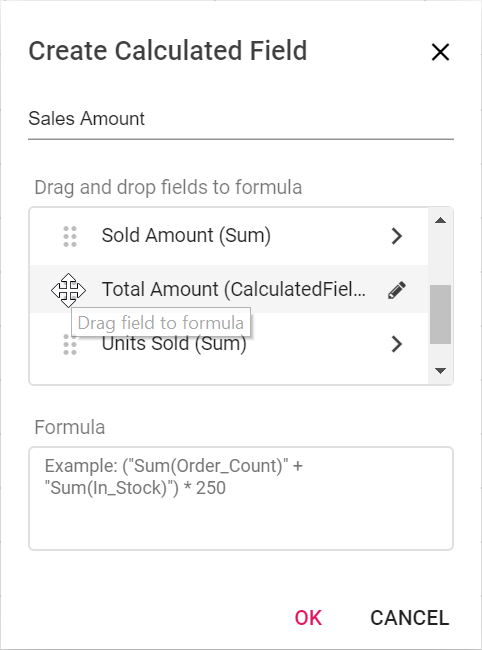 Create Calculated Field
Sales Amount
Drag and drop fields to formula
Sold Amount (Sum)
Total Amount (CalculatedFiel...
Drag field to formula
Units Sold (Sum)
Formula
Example: ("Sum(Order_Count)" +
"Sum(In_Stock)") * 250
OK CANCEL